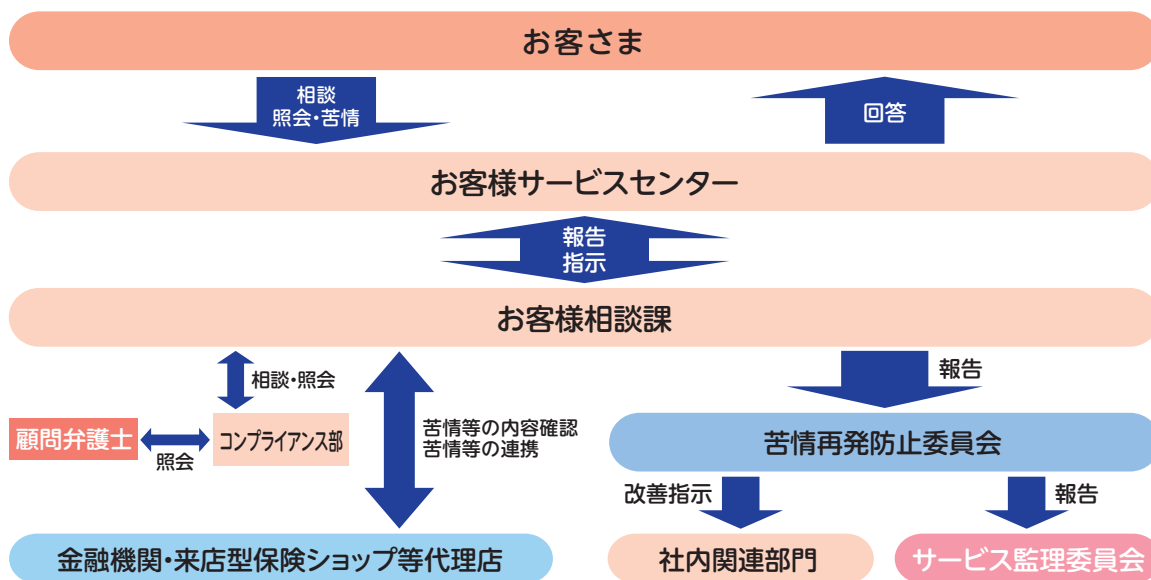 お客さま
相談
照会・苦情
回答
お客様サービスセンター
報告
指示
お客様相談課
相談・照会
報告
顧問弁護士
照会
コンプライアンス部
苦情等の内容確認
苦情等の連携
苦情再発防止委員会
改善指示
報告
金融機関・来店型保険ショップ等代理店
社内関連部門
サービス監理委員会